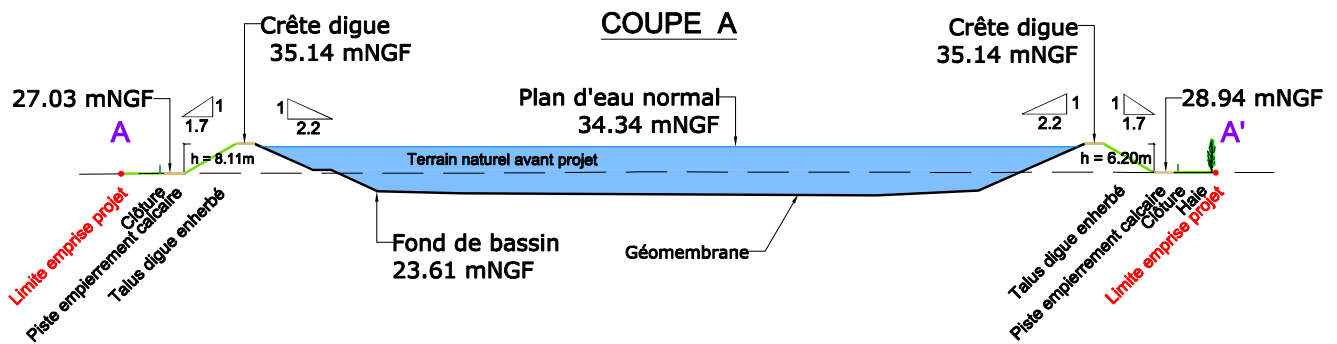 COUPE A
Crête digue
35.14 mNGF
Crête digue
35.14 mNGF
27.03 mNGF
1
1.7
1
2.2
Plan d'eau normal
34.34 mNGF
2.2
1
1
1.7
28.94 mNGF
A
A'
h = 8.11m
Terrain naturel avant projet
h = 6.20m
Limite emprise projet
Clôture
Piste empierrement calcaire
Talus digue enherbé
Fond de bassin
23.61 mNGF
Géomembrane
Talus digue enherbé
Piste empierrement calcaire
Clôture
Haie
Limite emprise projet